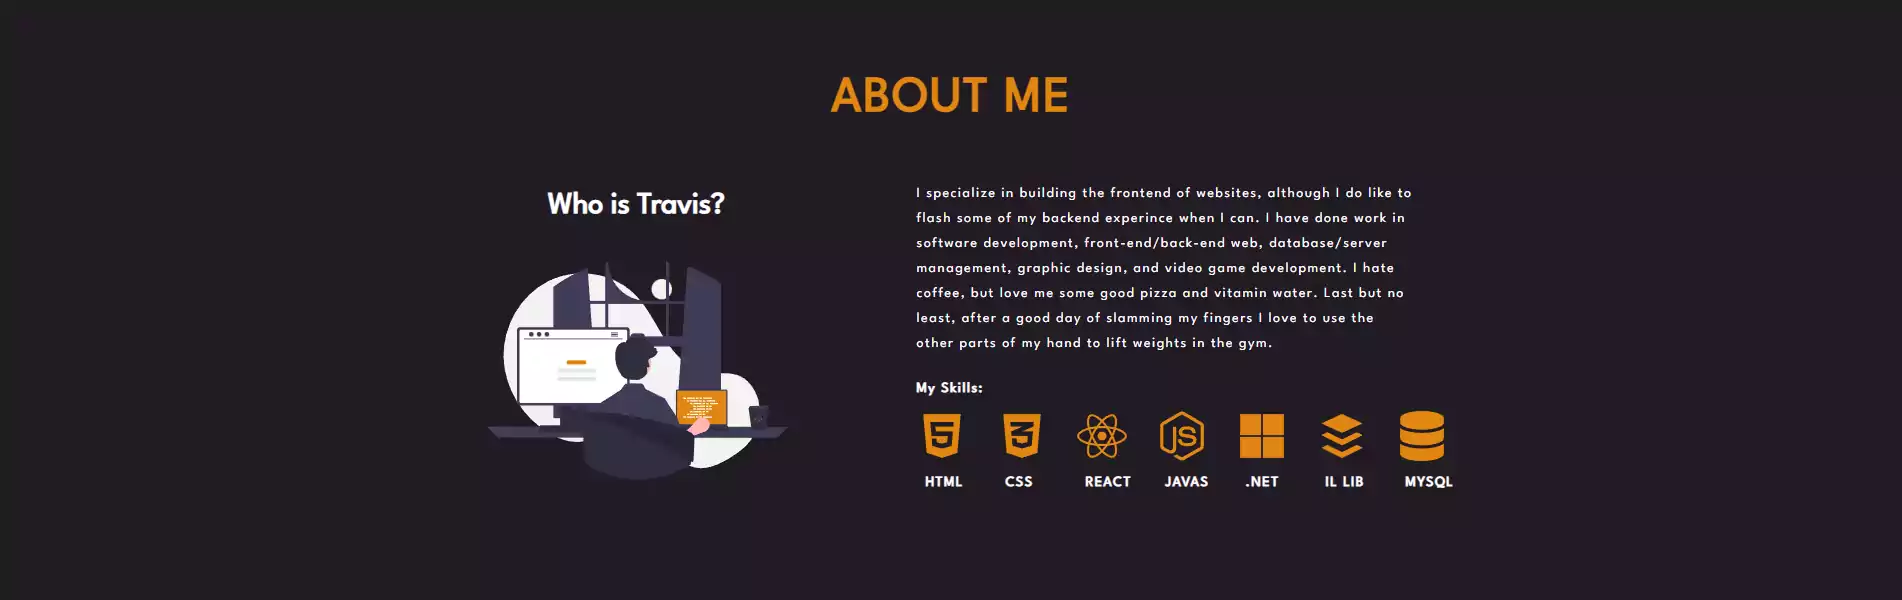 ABOUT ME
Who is Travis?
I specialize in building the frontend of websites, although I do like to
flash some of my backend experince when I can. I have done work in
software development, front-end/back-end web, database/server
management, graphic design, and video game development. I hate
coffee, but love me some good pizza and vitamin water. Last but no
least, after a good day of slamming my fingers I love to use the
other parts of my hand to lift weights in the gym.
My Skills:
5 3 JS
HTML CSS REACT JAVAS .NET IL LIB MYSQL